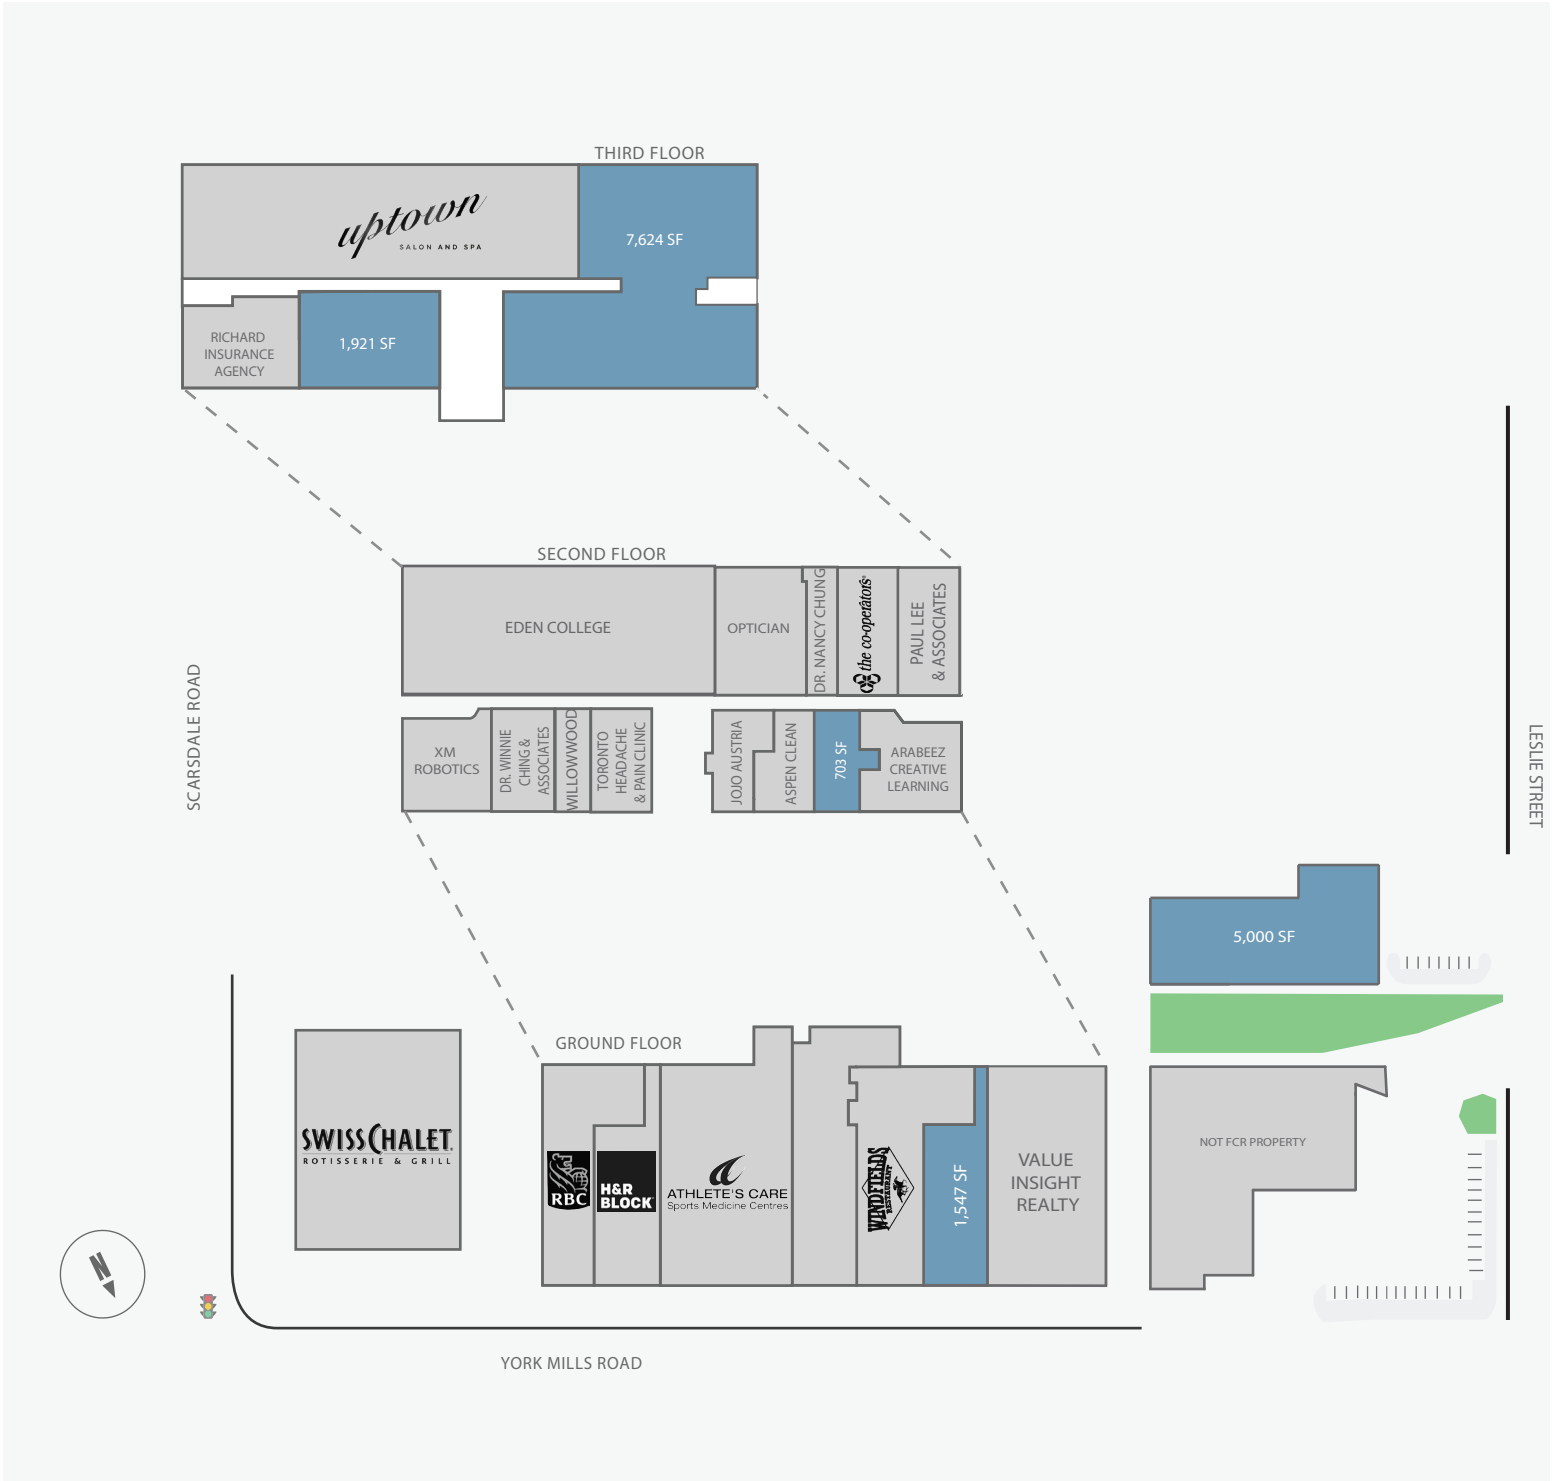 THIRD FLOOR
uptown
SALON AND SPA
7,624 SF
RICHARD
INSURANCE
AGENCY
1,921 SF
SECOND FLOOR
EDEN COLLEGE
OPTICIAN
DR. NANCY CHUNG
the co-operators
PAUL LEE
& ASSOCIATES
XM
ROBOTICS
DR. WINNIE
CHING &
ASSOCIATES
WILLOWWOOD
TORONTO
HEADACHE
& PAIN CLINIC
JOJO AUSTRIA
ASPEN CLEAN
703 SF
ARABEEZ
CREATIVE
LEARNING
SCARSDALE ROAD
LESLIE STREET
5,000 SF
GROUND FLOOR
SWISS CHALET
ROTISSERIE & GRILL
RBC
H&R
BLOCK
ATHLETE'S CARE
Sports Medicine Centres
WINDFIELDS
RESTAURANT
1,547 SF
VALUE
INSIGHT
REALTY
NOT FCR PROPERTY
N
YORK MILLS ROAD